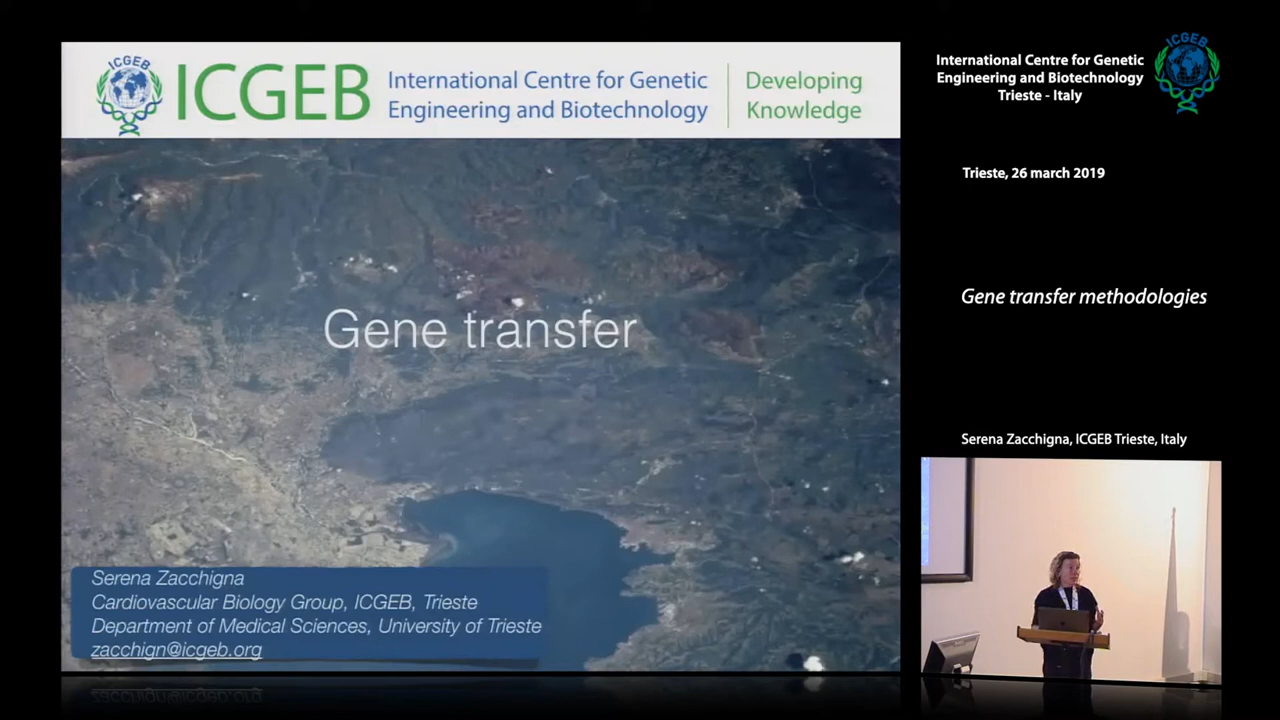 ICGEB
ICGEB
International Centre for Genetic
Engineering and Biotechnology
Developing
Knowledge
Gene transfer
Serena Zacchigna
Cardiovascular Biology Group, ICGEB, Trieste
Department of Medical Sciences, University of Trieste
zacchign@icgeb.org
International Centre for Genetic
Engineering and Biotechnology
Trieste - Italy
ICGEB
Trieste, 26 march 2019
Gene transfer methodologies
Serena Zacchigna, ICGEB Trieste, Italy